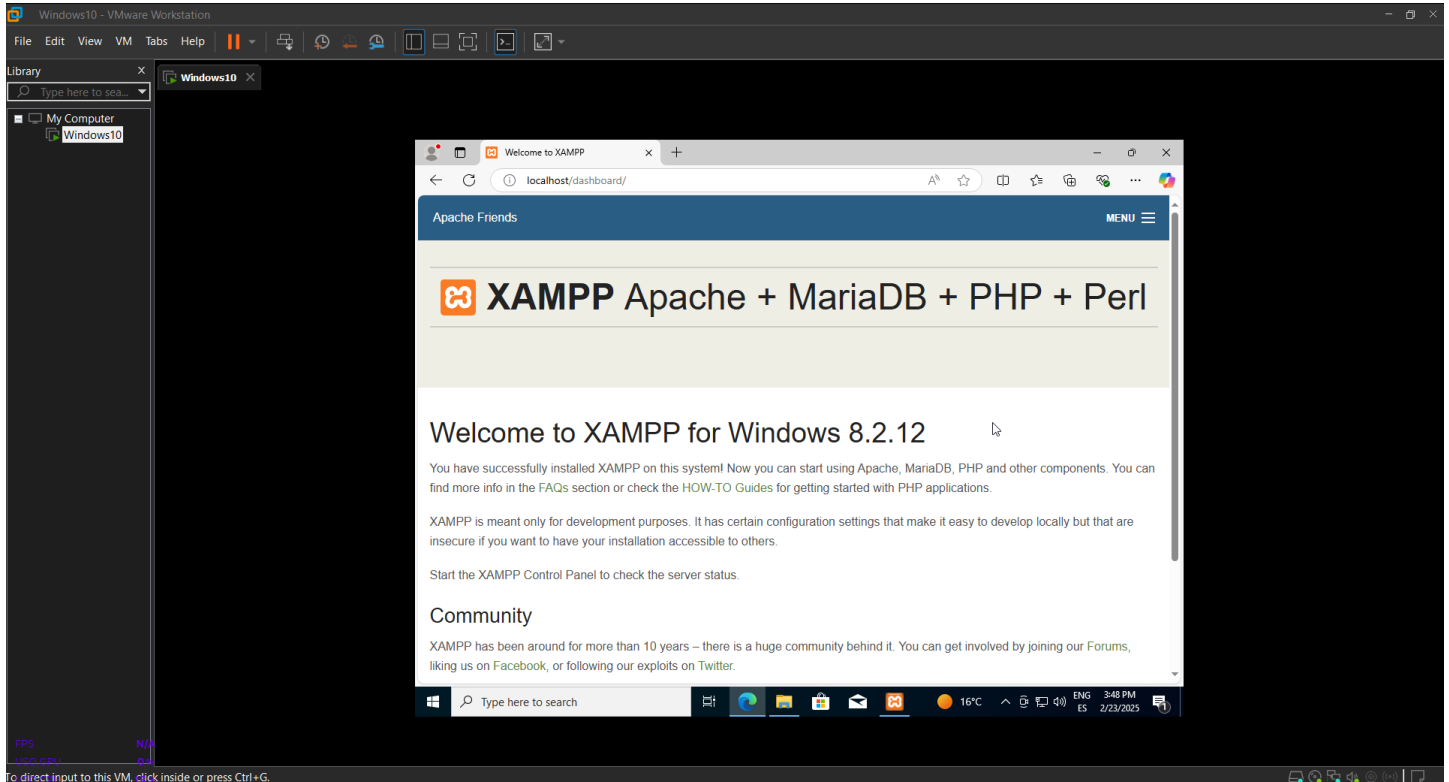 Windows10 - VMware Workstation
File Edit View VM Tabs Help
Library X
Type here to sea...
My Computer
Windows10
Windows10
Welcome to XAMPP
localhost/dashboard/
Apache Friends
MENU
XAMPP Apache + MariaDB + PHP + Perl
Welcome to XAMPP for Windows 8.2.12
You have successfully installed XAMPP on this system! Now you can start using Apache, MariaDB, PHP and other components. You can
find more info in the FAQs section or check the HOW-TO Guides for getting started with PHP applications.
XAMPP is meant only for development purposes. It has certain configuration settings that make it easy to develop locally but that are
insecure if you want to have your installation accessible to others.
Start the XAMPP Control Panel to check the server status.
Community
XAMPP has been around for more than 10 years – there is a huge community behind it. You can get involved by joining our Forums,
liking us on Facebook, or following our exploits on Twitter.
Type here to search
16°C
ENG
ES
3:48 PM
2/23/2025
FPS N/A
To direct input to this VM, click inside or press Ctrl+G.